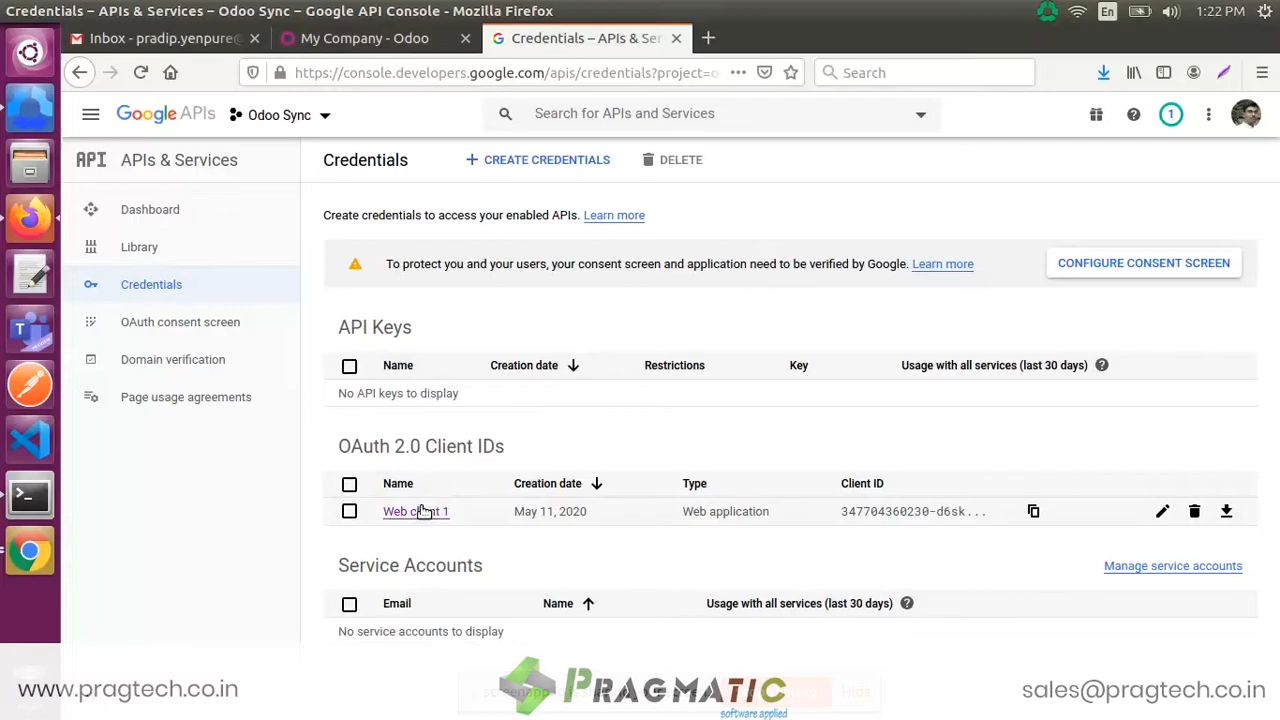 Credentials – APIs & Services – Odoo Sync – Google API Console - Mozilla Firefox
En
1:22 PM
Inbox - pradip.yenpure@
My Company - Odoo
Credentials – APIs & Ser
https://console.developers.google.com/apis/credentials?project=o
Search
Google APIs
Odoo Sync
Search for APIs and Services
1
API APIs & Services
Credentials
CREATE CREDENTIALS
DELETE
Dashboard
Library
Credentials
OAuth consent screen
Domain verification
Page usage agreements
Create credentials to access your enabled APIs. Learn more
To protect you and your users, your consent screen and application need to be verified by Google. Learn more
CONFIGURE CONSENT SCREEN
API Keys
Name Creation date Restrictions Key Usage with all services (last 30 days)
No API keys to display
OAuth 2.0 Client IDs
Name Creation date Type Client ID
Web client 1 May 11, 2020 Web application 347704360230-d6sk...
Service Accounts
Manage service accounts
Email Name Usage with all services (last 30 days)
No service accounts to display
www.pragtech.co.in
PRAGMATIC
software applied
Hide
sales@pragtech.co.in